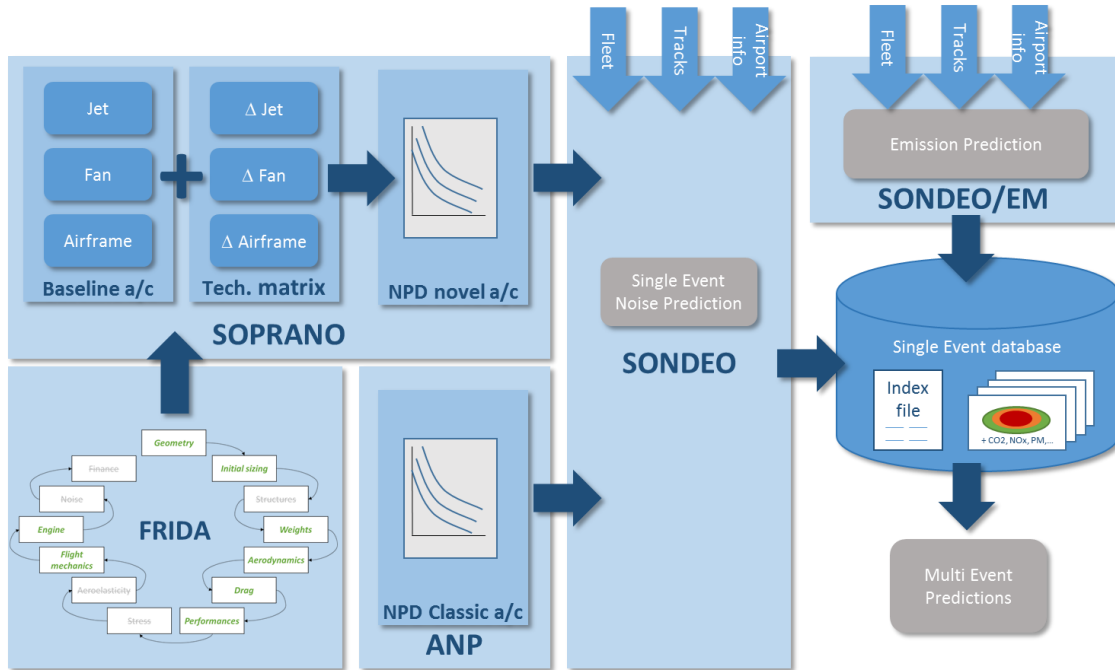 Fleet
Tracks
Airport
info
Fleet
Tracks
Airport
info
Jet
Fan
Airframe
Baseline a/c
Δ Jet
Δ Fan
Δ Airframe
Tech. matrix
NPD novel a/c
SOPRANO
Single Event
Noise Prediction
SONDEO
Emission Prediction
SONDEO/EM
Single Event database
Index
file
+ CO2, NOx, PM,...
Multi Event
Predictions
Geometry
Initial sizing
Structures
Weights
Aerodynamics
Drag
Performances
Stress
Aeroelasticity
Flight
mechanics
Engine
Noise
Finance
FRIDA
NPD Classic a/c
ANP